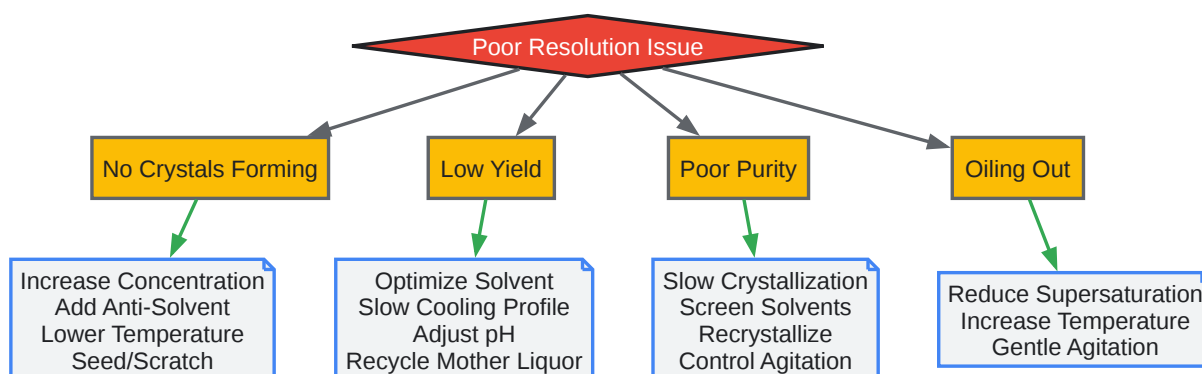 Poor Resolution Issue
No Crystals Forming
Low Yield
Poor Purity
Oiling Out
Increase Concentration
Add Anti-Solvent
Lower Temperature
Seed/Scratch
Optimize Solvent
Slow Cooling Profile
Adjust pH
Recycle Mother Liquor
Slow Crystallization
Screen Solvents
Recrystallize
Control Agitation
Reduce Supersaturation
Increase Temperature
Gentle Agitation